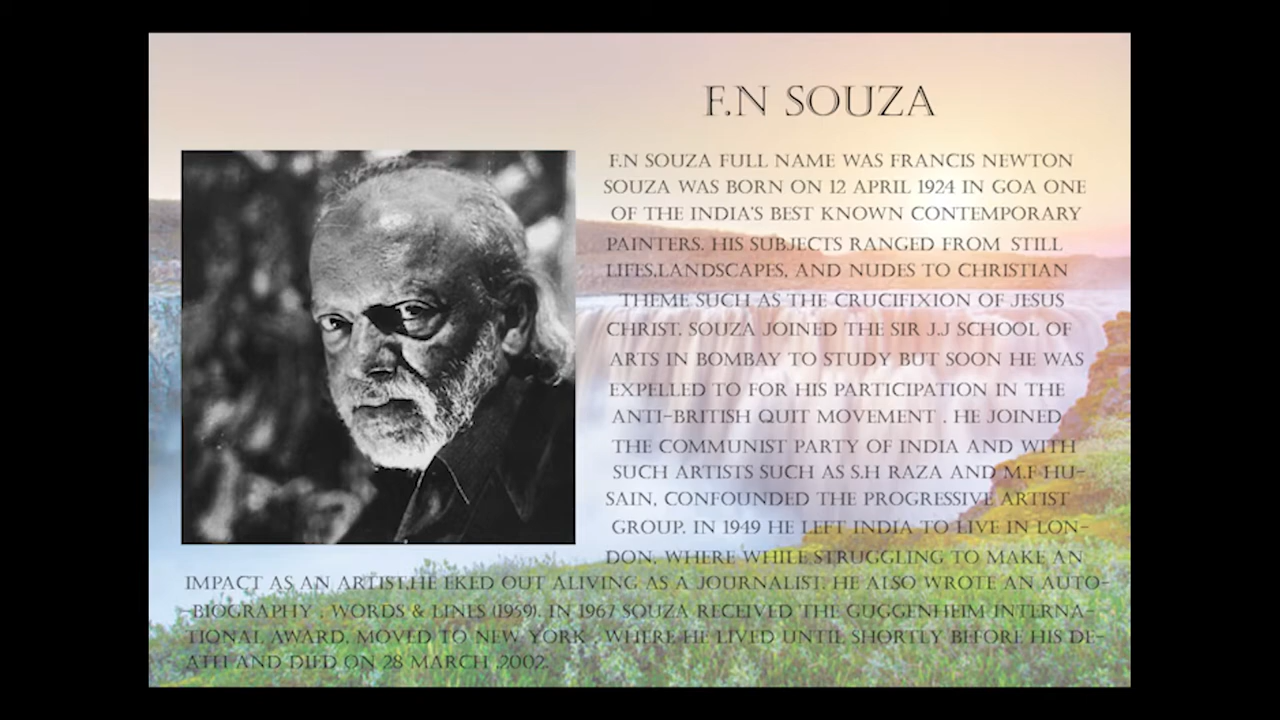 F.N SOUZA
F.N SOUZA FULL NAME WAS FRANCIS NEWTON
SOUZA WAS BORN ON 12 APRIL 1924 IN GOA ONE
OF THE INDIA'S BEST KNOWN CONTEMPORARY
PAINTERS. HIS SUBJECTS RANGED FROM STILL
LIFES,LANDSCAPES, AND NUDES TO CHRISTIAN
THEME SUCH AS THE CRUCIFIXION OF JESUS
CHRIST. SOUZA JOINED THE SIR J.J SCHOOL OF
ARTS IN BOMBAY TO STUDY BUT SOON HE WAS
EXPELLED TO FOR HIS PARTICIPATION IN THE
ANTI-BRITISH QUIT MOVEMENT . HE JOINED
THE COMMUNIST PARTY OF INDIA AND WITH
SUCH ARTISTS SUCH AS S.H RAZA AND M.F HU-
SAIN, CONFOUNDED THE PROGRESSIVE ARTIST
GROUP. IN 1949 HE LEFT INDIA TO LIVE IN LON-
DON, WHERE WHILE STRUGGLING TO MAKE AN
IMPACT AS AN ARTIST,HE EKED OUT ALIVING AS A JOURNALIST. HE ALSO WROTE AN AUTO-
-BIOGRAPHY , WORDS & LINES (1959). IN 1967 SOUZA RECEIVED THE GUGGENHEIM INTERNA-
TIONAL AWARD, MOVED TO NEW YORK , WHERE HE LIVED UNTIL SHORTLY BEFORE HIS DE-
ATH AND DIED ON 28 MARCH ,2002.